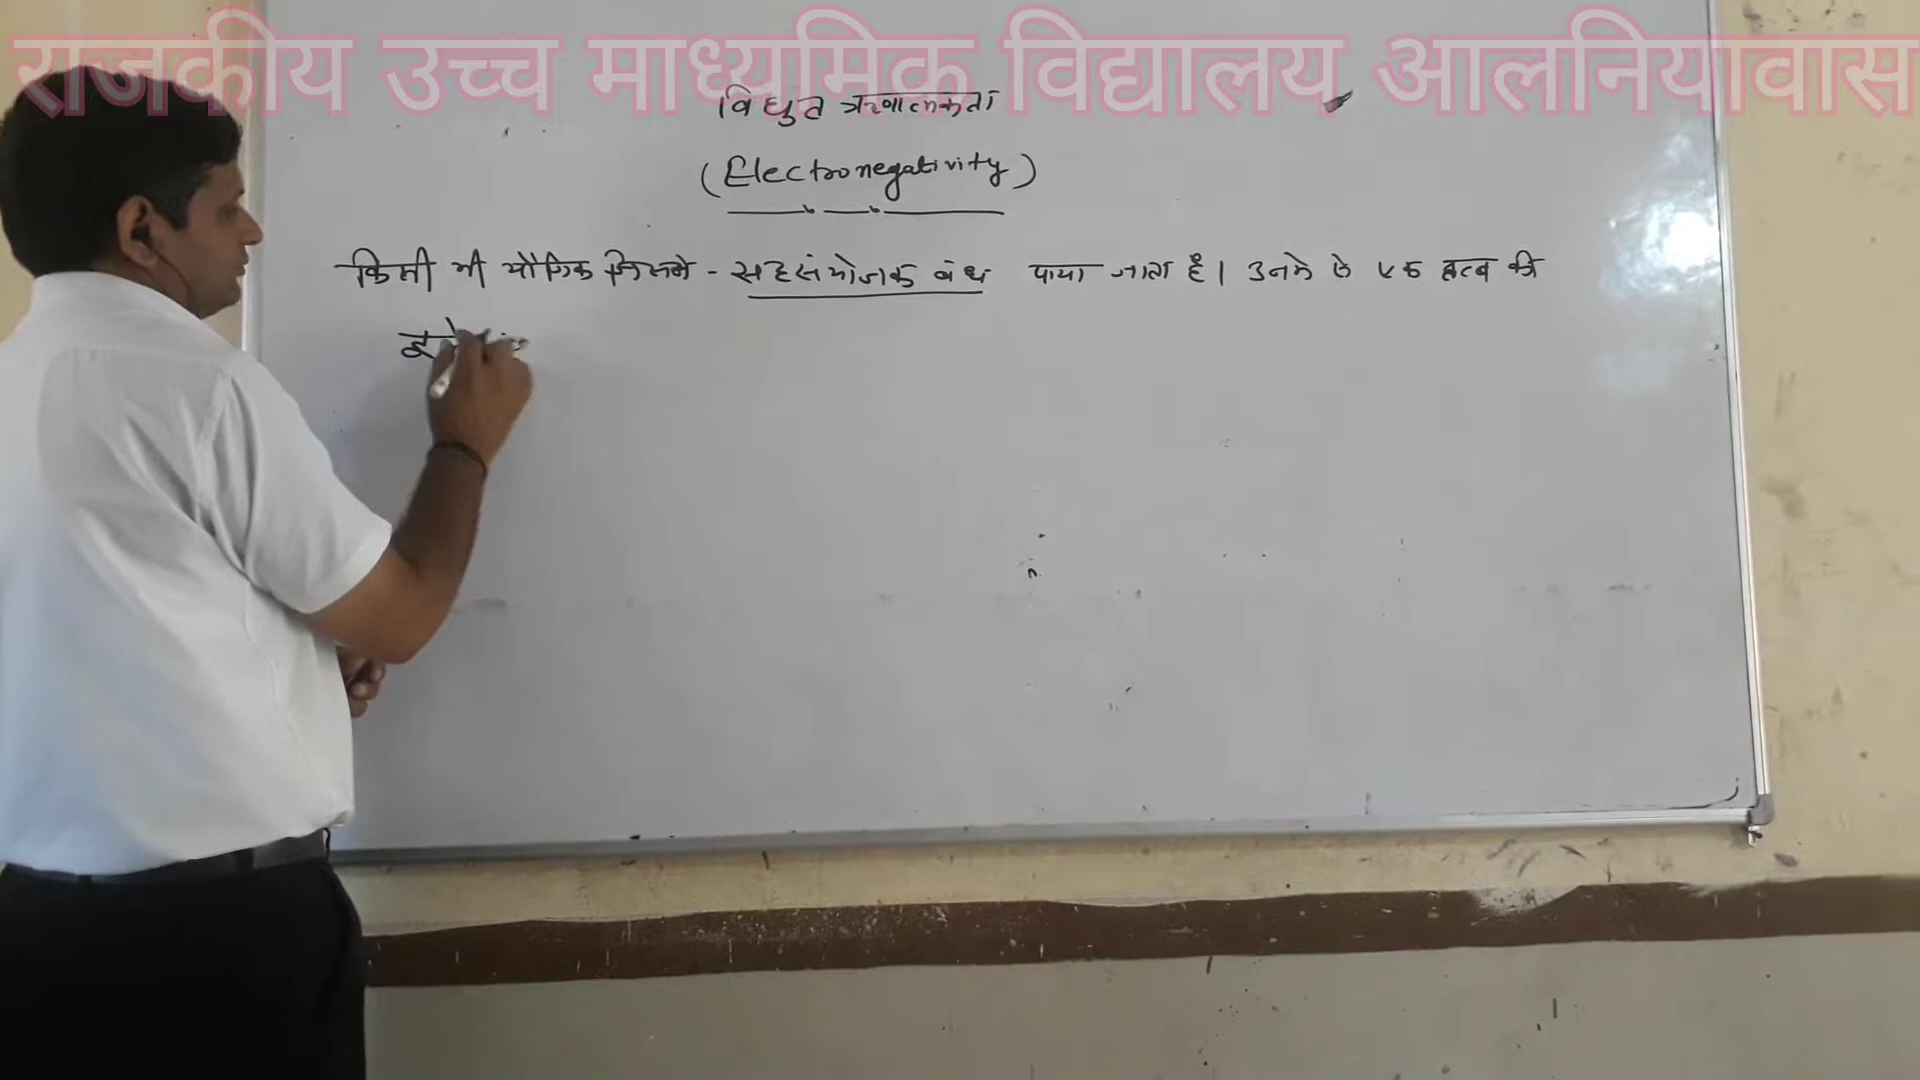 राजकीय उच्च माध्यमिक विद्यालय आलनियावास
विद्युत ऋणात्मकता
(Electronegativity)
किसी भी यौगिक जिसमे - सहसंयोजक बंध पाया जाता है। उनमे से एक तत्व की